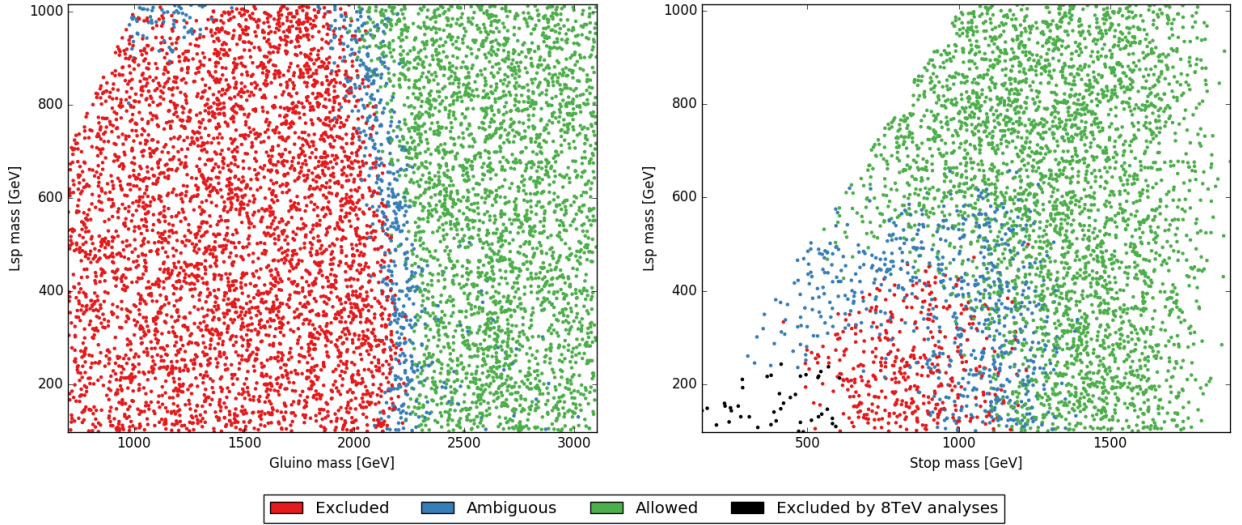 1000
800
600
400
200
Lsp mass [GeV]
1000 1500 2000 2500 3000
Gluino mass [GeV]
1000
800
600
400
200
Lsp mass [GeV]
500 1000 1500
Stop mass [GeV]
Excluded Ambiguous Allowed Excluded by 8TeV analyses